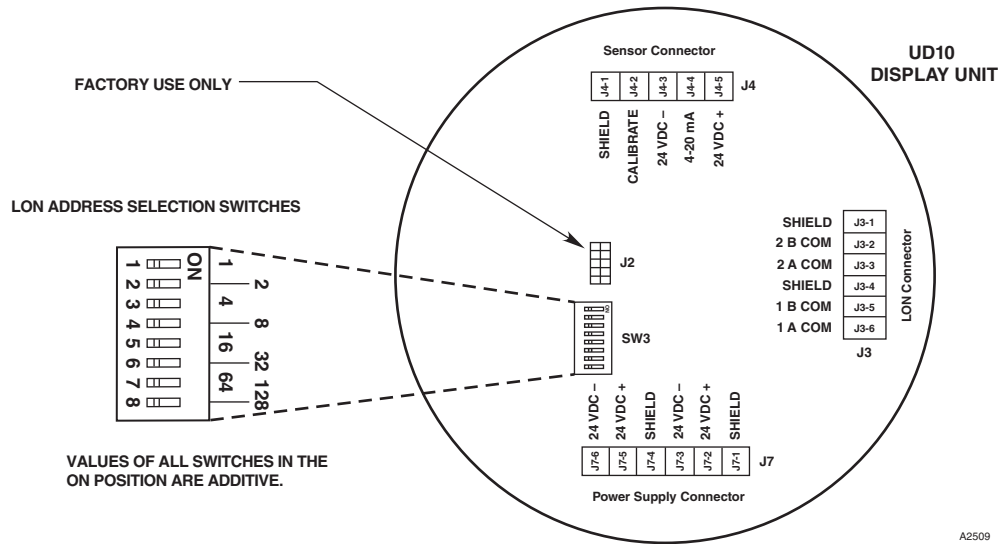 UD10
DISPLAY UNIT
Sensor Connector
J4-1
J4-2
J4-3
J4-4
J4-5
J4
SHIELD
CALIBRATE
24 VDC –
4-20 mA
24 VDC +
FACTORY USE ONLY
LON ADDRESS SELECTION SWITCHES
ON
1
2
3
4
5
6
7
8
1
2
4
8
16
32
64
128
VALUES OF ALL SWITCHES IN THE
ON POSITION ARE ADDITIVE.
J2
ON
SW3
SHIELD J3-1
2 B COM J3-2
2 A COM J3-3
SHIELD J3-4
1 B COM J3-5
1 A COM J3-6
LON Connector
J3
24 VDC –
24 VDC +
SHIELD
24 VDC –
24 VDC +
SHIELD
J7-6
J7-5
J7-4
J7-3
J7-2
J7-1
J7
Power Supply Connector
A2509